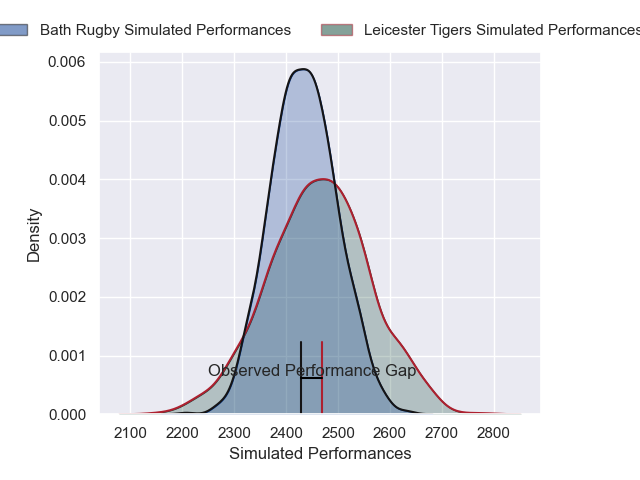 Bath Rugby Simulated Performances
Leicester Tigers Simulated Performances
0.006
0.005
0.004
0.003
0.002
0.001
0.000
Density
Observed Performance Gap
2100 2200 2300 2400 2500 2600 2700 2800
Simulated Performances